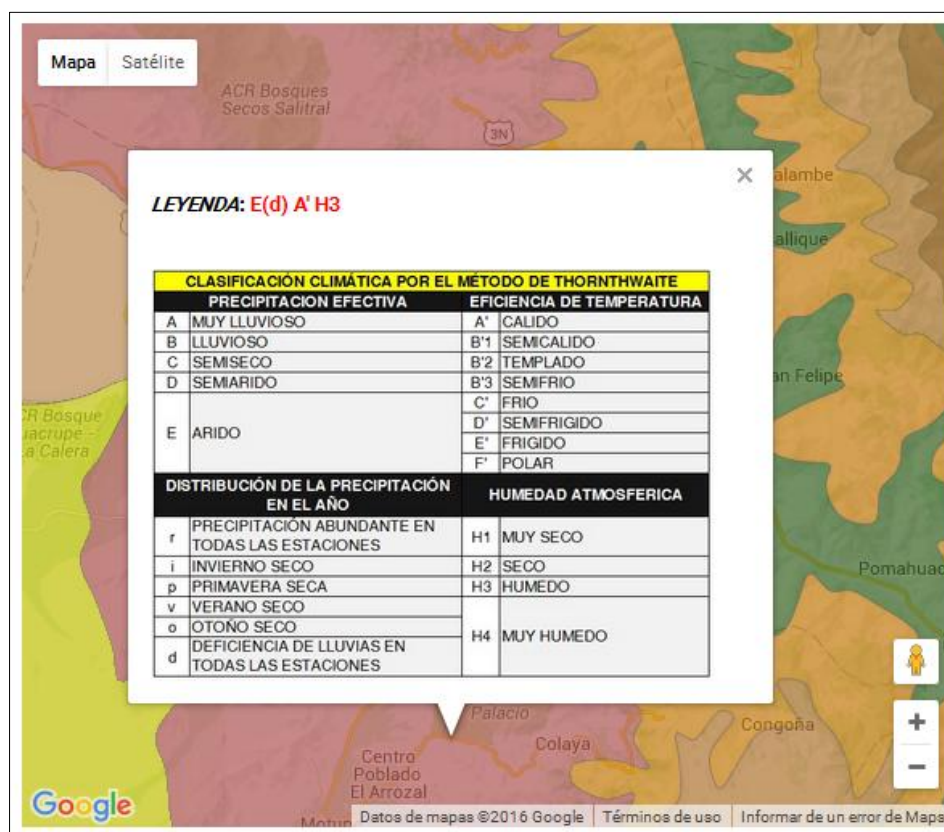 Mapa Satélite
ACR Bosques
Secos Salitral
3N
×
LEYENDA: E(d) A' H3
CLASIFICACIÓN CLIMÁTICA POR EL MÉTODO DE THORNTHWAITE
PRECIPITACION EFECTIVA EFICIENCIA DE TEMPERATURA
A MUY LLUVIOSO A' CALIDO
B LLUVIOSO B'1 SEMICALIDO
C SEMISECO B'2 TEMPLADO
D SEMIARIDO B'3 SEMIFRIO
E ARIDO C' FRIO
D' SEMIFRIGIDO
E' FRIGIDO
F' POLAR
DISTRIBUCIÓN DE LA PRECIPITACIÓN
EN EL AÑO
HUMEDAD ATMOSFERICA
r PRECIPITACIÓN ABUNDANTE EN
TODAS LAS ESTACIONES
H1 MUY SECO
i INVIERNO SECO H2 SECO
p PRIMAVERA SECA H3 HUMEDO
v VERANO SECO
o OTOÑO SECO
H4 MUY HUMEDO
d DEFICIENCIA DE LLUVIAS EN
TODAS LAS ESTACIONES
alambe
allique
an Felipe
CR Bosque
uacrupe -
a Calera
Pomahuac
Palacio
Congoña
Colaya
Centro
Poblado
El Arrozal
Motup
+
−
Google
Datos de mapas ©2016 Google Términos de uso Informar de un error de Maps